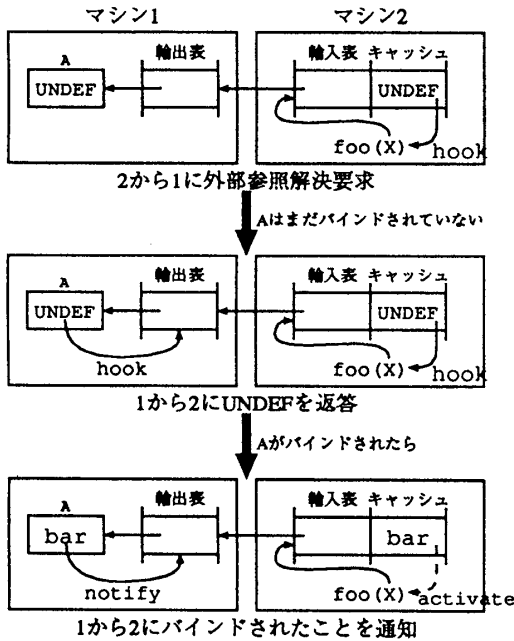 マシン1 マシン2
A 輸出表 輸入表 キャッシュ
UNDEF UNDEF
foo(X) hook
2から1に外部参照解決要求
Aはまだバインドされていない
A 輸出表 輸入表 キャッシュ
UNDEF UNDEF
hook foo(X) hook
1から2にUNDEFを返答
Aがバインドされたら
A 輸出表 輸入表 キャッシュ
bar bar
notify foo(X) activate
1から2にバインドされたことを通知